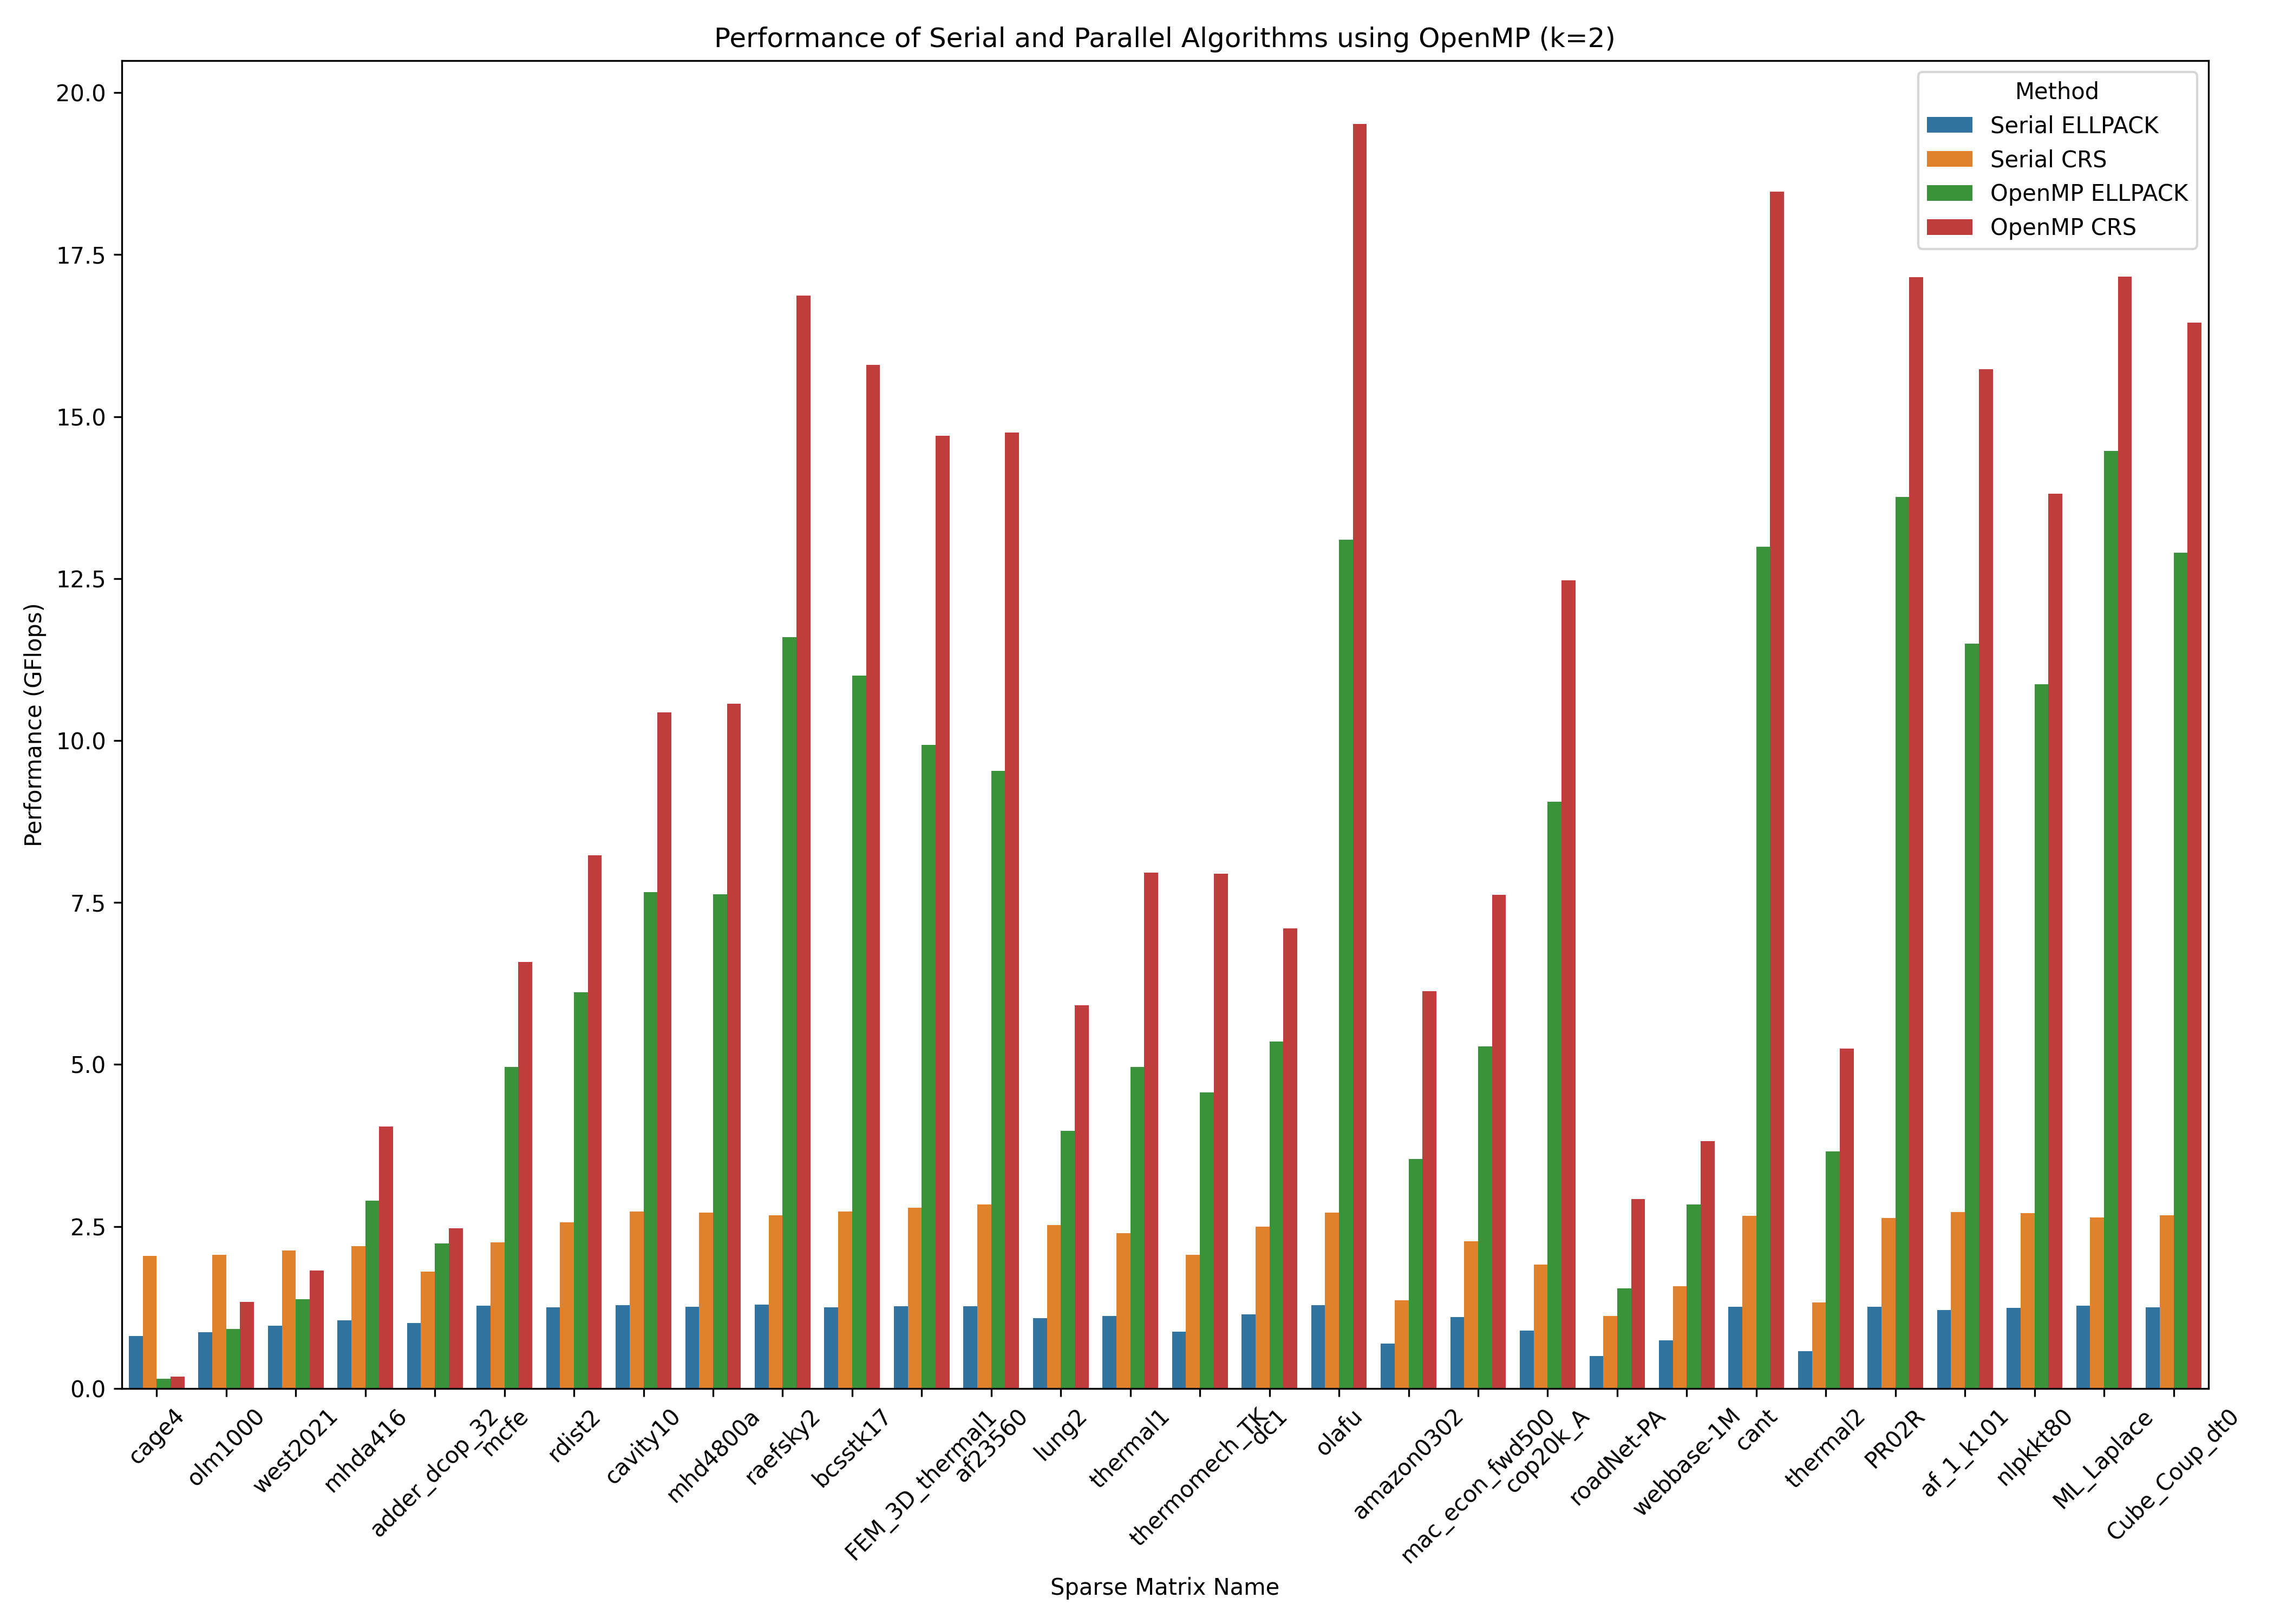 Performance of Serial and Parallel Algorithms using OpenMP (k=2)
Method
Serial ELLPACK
Serial CRS
OpenMP ELLPACK
OpenMP CRS
Performance (GFlops)
20.0
17.5
15.0
12.5
10.0
7.5
5.0
2.5
0.0
cage4
olm1000
west2021
mhda416
adder_dcop_32
mcfe
rdist2
cavity10
mhd4800a
raefsky2
bcsstk17
FEM_3D_thermal1
af23560
lung2
thermal1
thermomech_TK
dc1
olafu
amazon0302
mac_econ_fwd500
cop20k_A
roadNet-PA
webbase-1M
cant
thermal2
PR02R
af_1_k101
nlpkkt80
ML_Laplace
Cube_Coup_dt0
Sparse Matrix Name